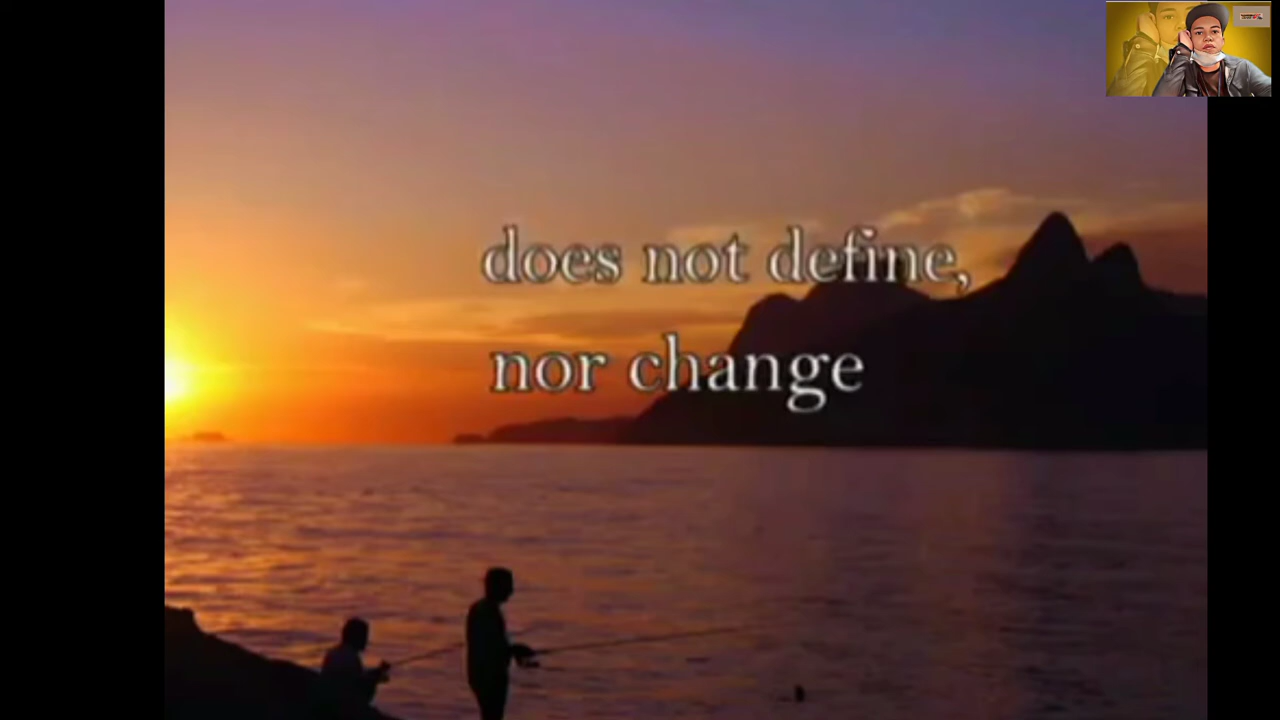 does not define,
nor change